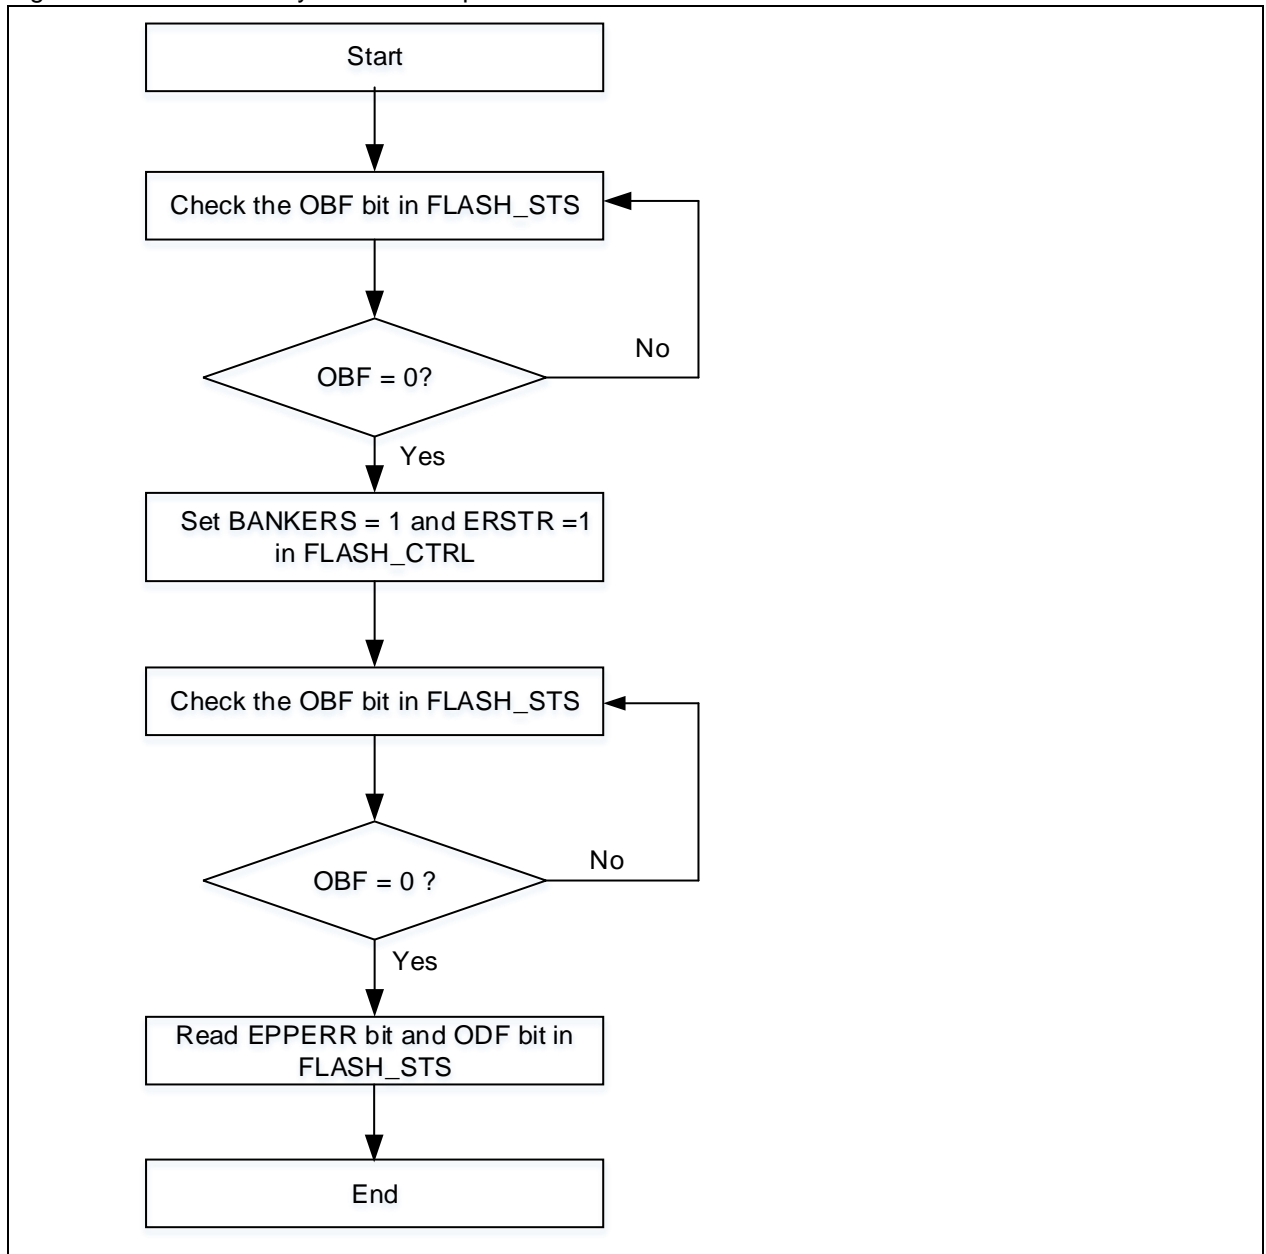 Start
Check the OBF bit in FLASH_STS
OBF = 0?
No
Yes
Set BANKERS = 1 and ERSTR =1
in FLASH_CTRL
Check the OBF bit in FLASH_STS
OBF = 0 ?
No
Yes
Read EPPERR bit and ODF bit in
FLASH_STS
End